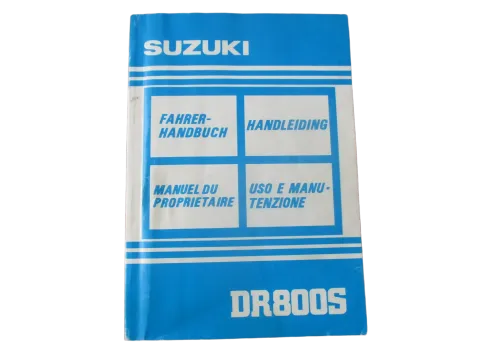 SUZUKI
FAHRER-
HANDBUCH
HANDLEIDING
MANUEL DU
PROPRIETAIRE
USO E MANU-
TENZIONE
DR800S